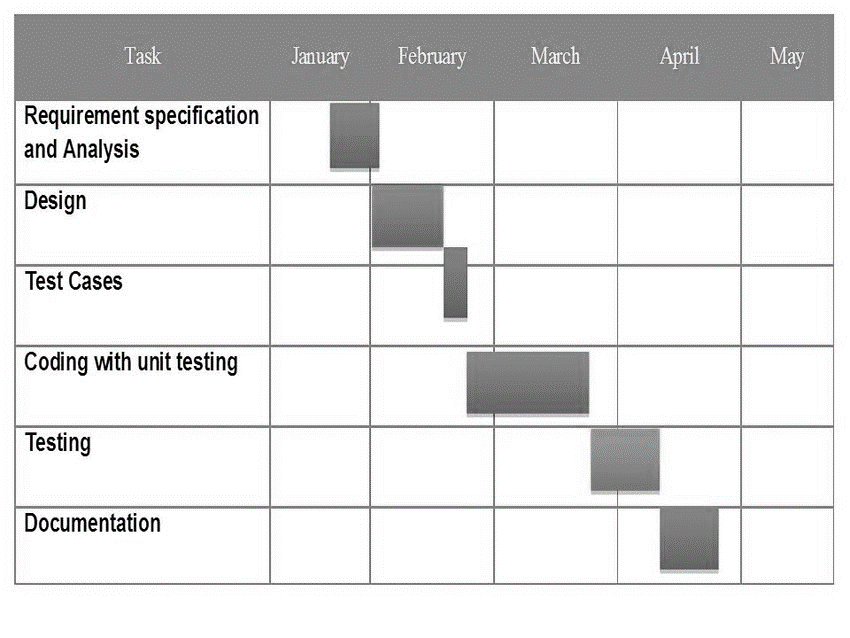 Task January February March April May
Requirement specification
and Analysis
Design
Test Cases
Coding with unit testing
Testing
Documentation